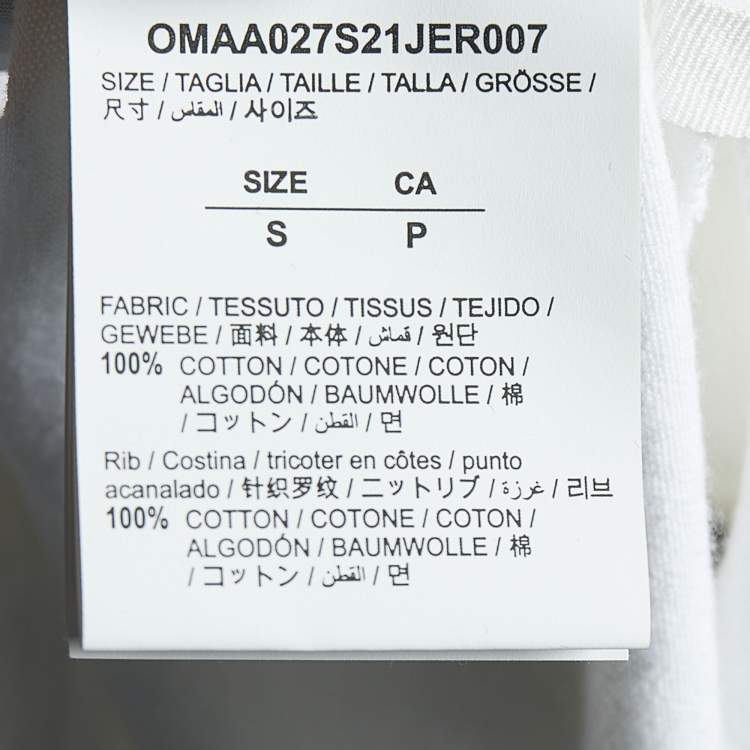 OMAA027S21JER007
SIZE / TAGLIA / TAILLE / TALLA / GRÖSSE /
尺寸 / المقاس / 사이즈
SIZE CA
S P
FABRIC / TESSUTO / TISSUS / TEJIDO /
GEWEBE / 面料 / 本体 / قماش / 원단
100% COTTON / COTONE / COTON /
ALGODÓN / BAUMWOLLE / 棉
/ コットン / القطن / 면
Rib / Costina / tricoter en côtes / punto
acanalado / 针织罗纹 / ニットリブ / غرزة / 리브
100% COTTON / COTONE / COTON /
ALGODÓN / BAUMWOLLE / 棉
/ コットン / القطن / 면